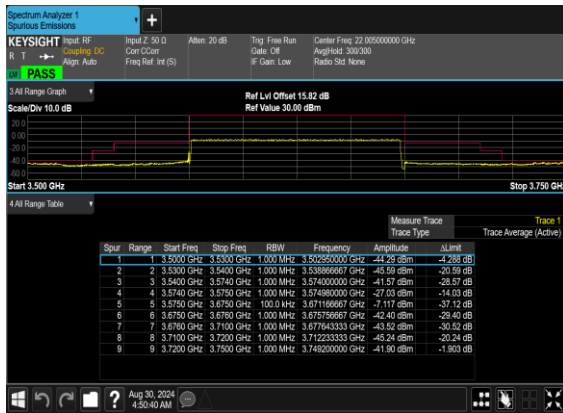 Spectrum Analyzer 1
Spurious Emissions
KEYSIGHT Input: RF Input Z: 50 Ω Atten: 20 dB Trig: Free Run Center Freq: 22.005000000 GHz
R T Coupling: DC Corr CCorr Gate: Off Avg|Hold: 300/300
Align: Auto Freq Ref: Int (S) IF Gain: Low Radio Std: None
PASS
3 All Range Graph Ref Lvl Offset 15.82 dB
Scale/Div 10.0 dB Ref Value 30.00 dBm
20.0
0.00
-20.0
-40.0
Start 3.500 GHz Stop 3.750 GHz
4 All Range Table
Measure Trace Trace 1
Trace Type Trace Average (Active)
Spur Range Start Freq Stop Freq RBW Frequency Amplitude ΔLimit
1 1 3.5000 GHz 3.5300 GHz 1.000 MHz 3.502950000 GHz -44.29 dBm -4.288 dB
2 2 3.5300 GHz 3.5400 GHz 1.000 MHz 3.538866667 GHz -45.59 dBm -20.59 dB
3 3 3.5400 GHz 3.5740 GHz 1.000 MHz 3.574000000 GHz -41.57 dBm -28.57 dB
4 4 3.5740 GHz 3.5750 GHz 1.000 MHz 3.574980000 GHz -27.03 dBm -14.03 dB
5 5 3.5750 GHz 3.6750 GHz 100.0 kHz 3.671166667 GHz -7.117 dBm -37.12 dB
6 6 3.6750 GHz 3.6760 GHz 1.000 MHz 3.675756667 GHz -42.40 dBm -29.40 dB
7 7 3.6760 GHz 3.7100 GHz 1.000 MHz 3.677643333 GHz -43.52 dBm -30.52 dB
8 8 3.7100 GHz 3.7200 GHz 1.000 MHz 3.712233333 GHz -45.24 dBm -20.24 dB
9 9 3.7200 GHz 3.7500 GHz 1.000 MHz 3.749200000 GHz -41.90 dBm -1.903 dB
Aug 30, 2024
4:50:40 AM